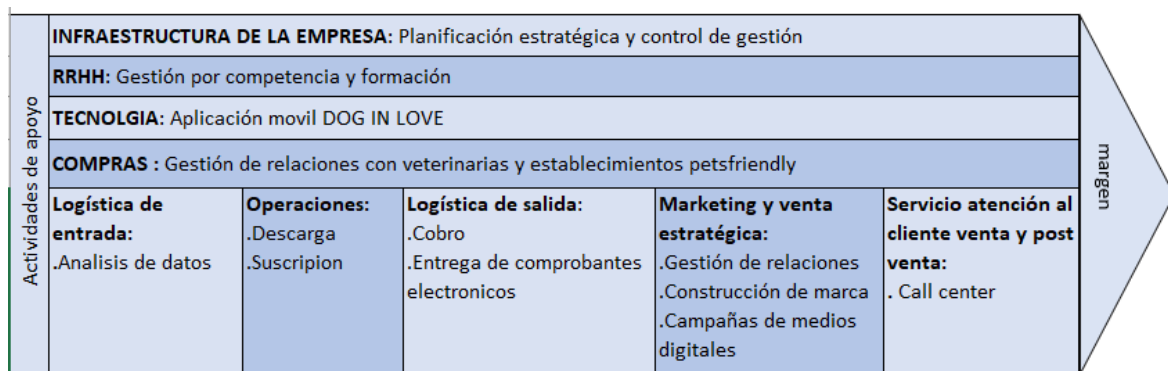 Actividades de apoyo
INFRAESTRUCTURA DE LA EMPRESA: Planificación estratégica y control de gestión
RRHH: Gestión por competencia y formación
TECNOLGIA: Aplicación movil DOG IN LOVE
COMPRAS : Gestión de relaciones con veterinarias y establecimientos petsfriendly
Logística de
entrada:
.Analisis de datos
Operaciones:
.Descarga
.Suscripion
Logística de salida:
.Cobro
.Entrega de comprobantes
electronicos
Marketing y venta
estratégica:
.Gestión de relaciones
.Construcción de marca
.Campañas de medios
digitales
Servicio atención al
cliente venta y post
venta:
. Call center
margen